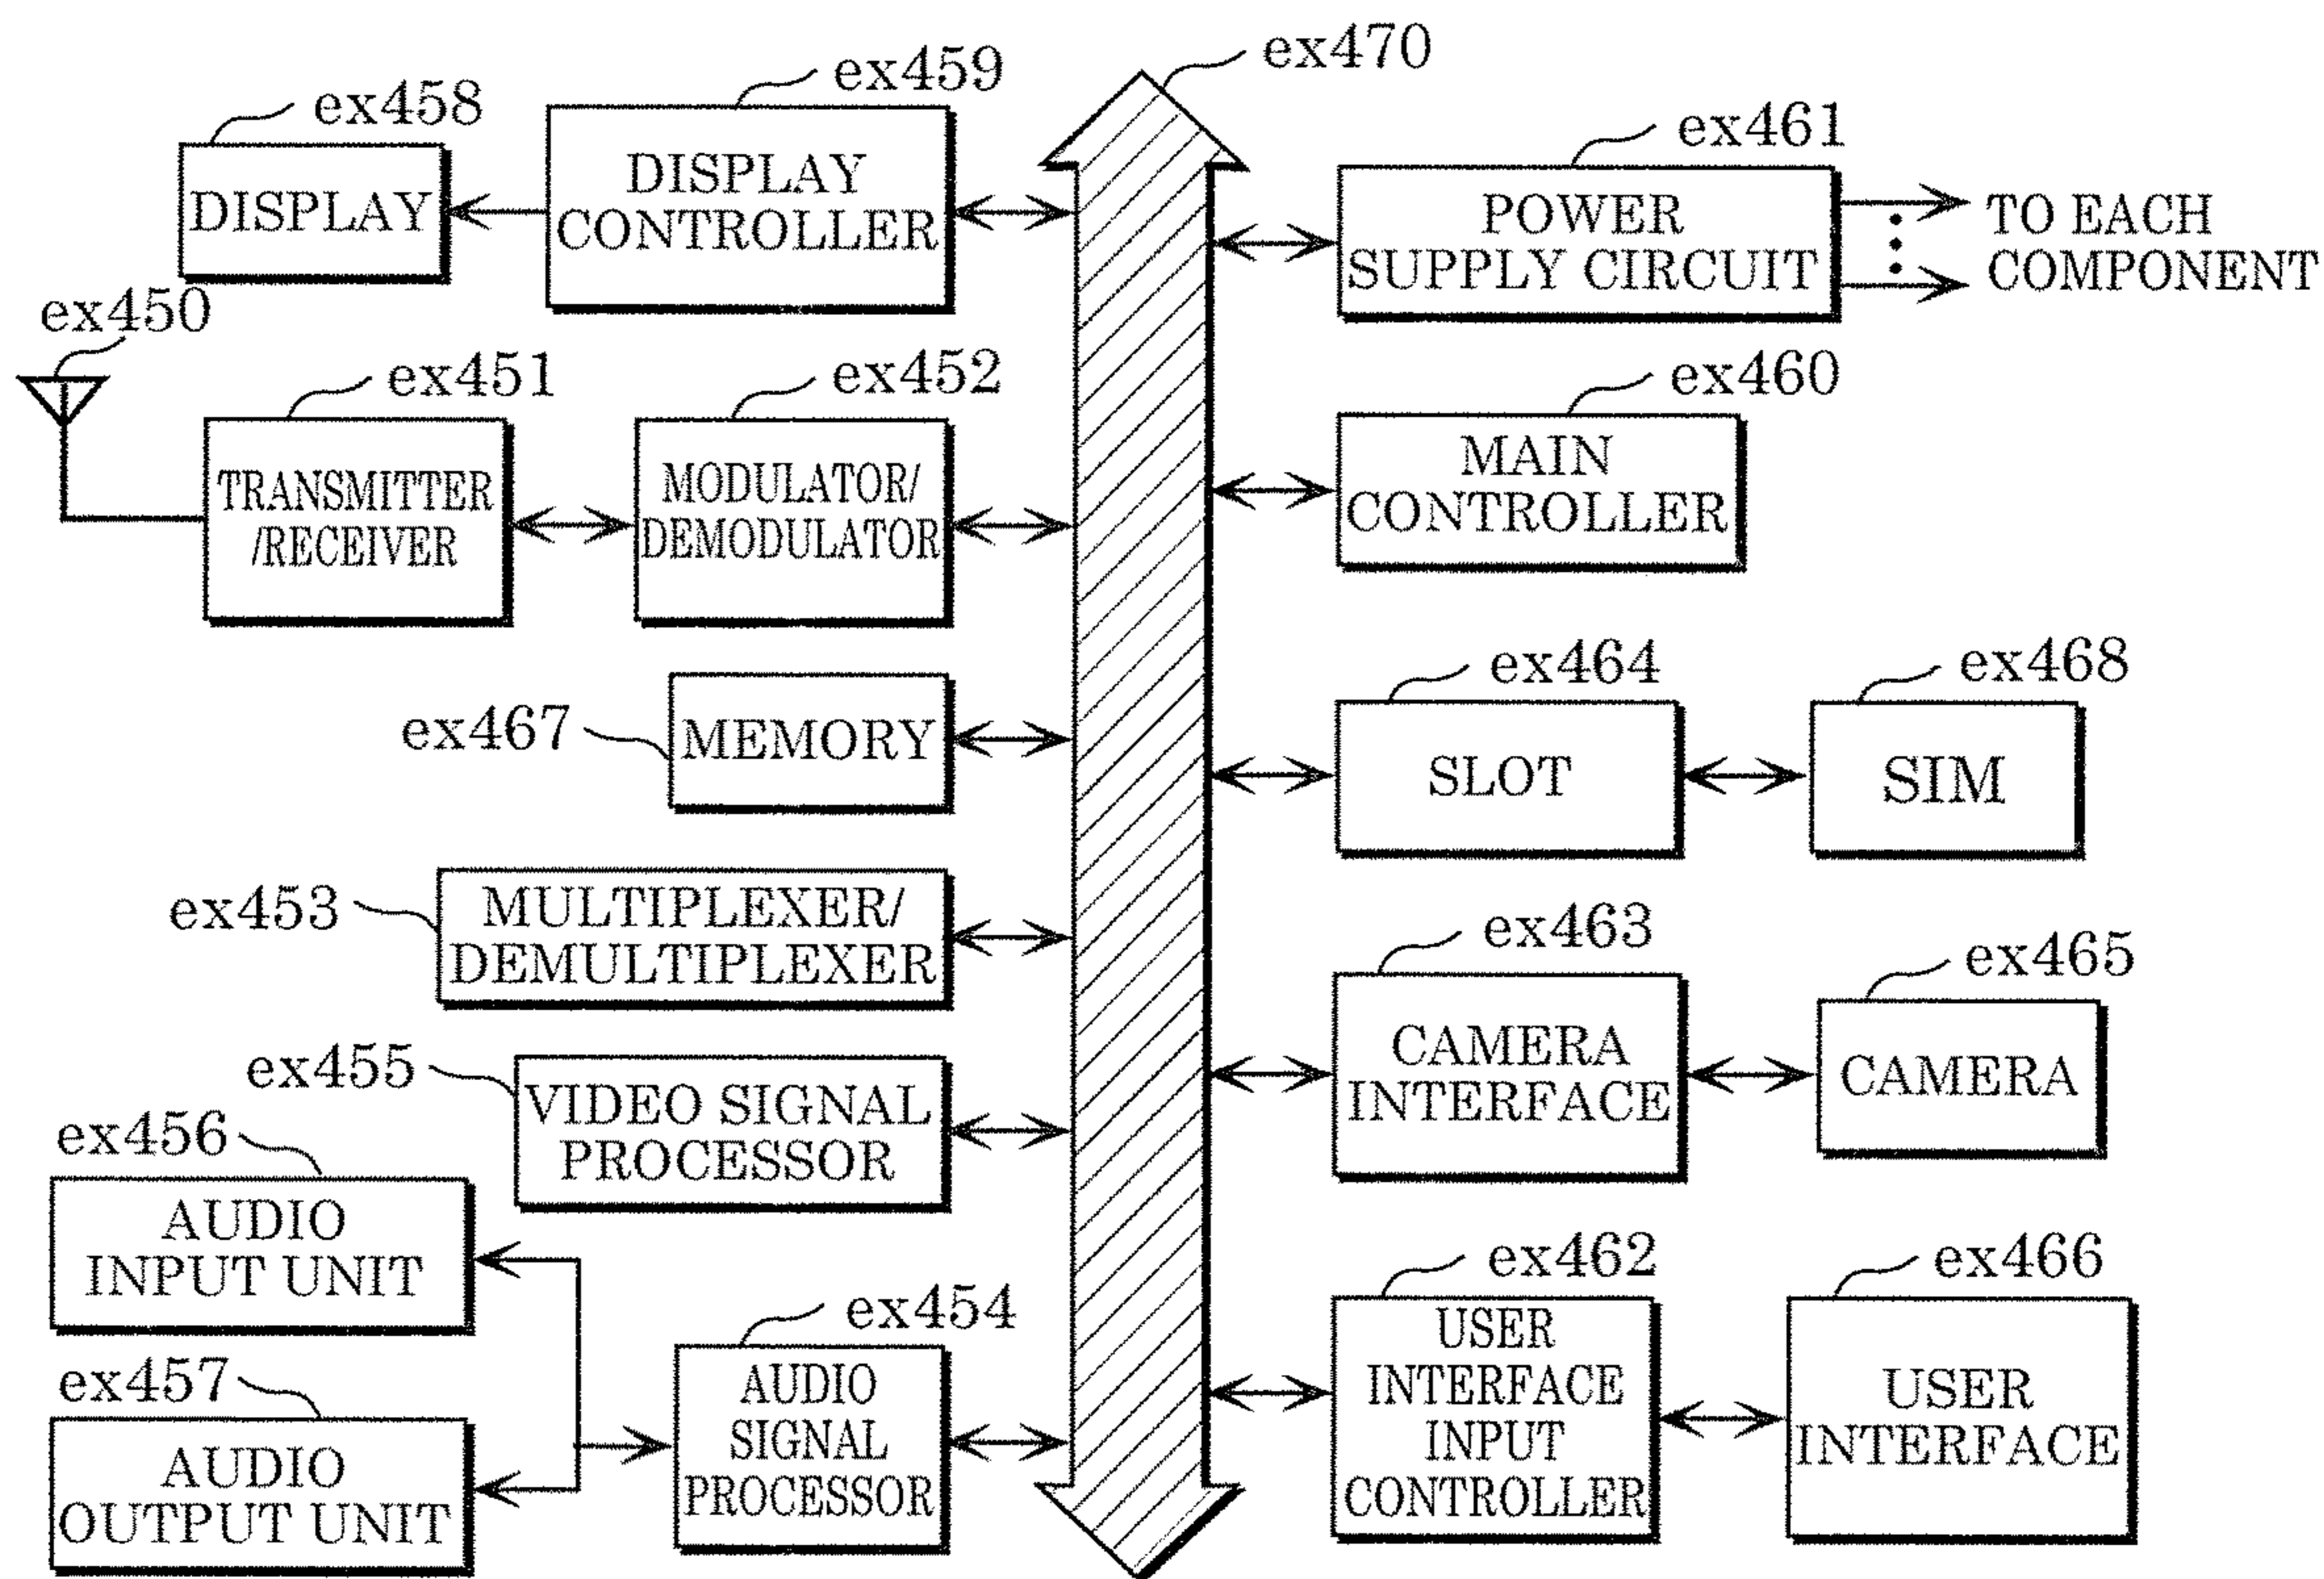 ex470
ex459
ex458
ex461
DISPLAY
DISPLAY
CONTROLLER
POWER
SUPPLY CIRCUIT
TO EACH
COMPONENT
ex450
ex451
ex452
ex460
TRANSMITTER
/RECEIVER
MODULATOR/
DEMODULATOR
MAIN
CONTROLLER
ex464
ex468
ex467
MEMORY
SLOT
SIM
ex453
MULTIPLEXER/
DEMULTIPLEXER
ex463
ex465
CAMERA
INTERFACE
CAMERA
ex455
VIDEO SIGNAL
PROCESSOR
ex456
AUDIO
INPUT UNIT
ex462
ex466
ex454
USER
INTERFACE
INPUT
CONTROLLER
USER
INTERFACE
ex457
AUDIO
OUTPUT UNIT
AUDIO
SIGNAL
PROCESSOR